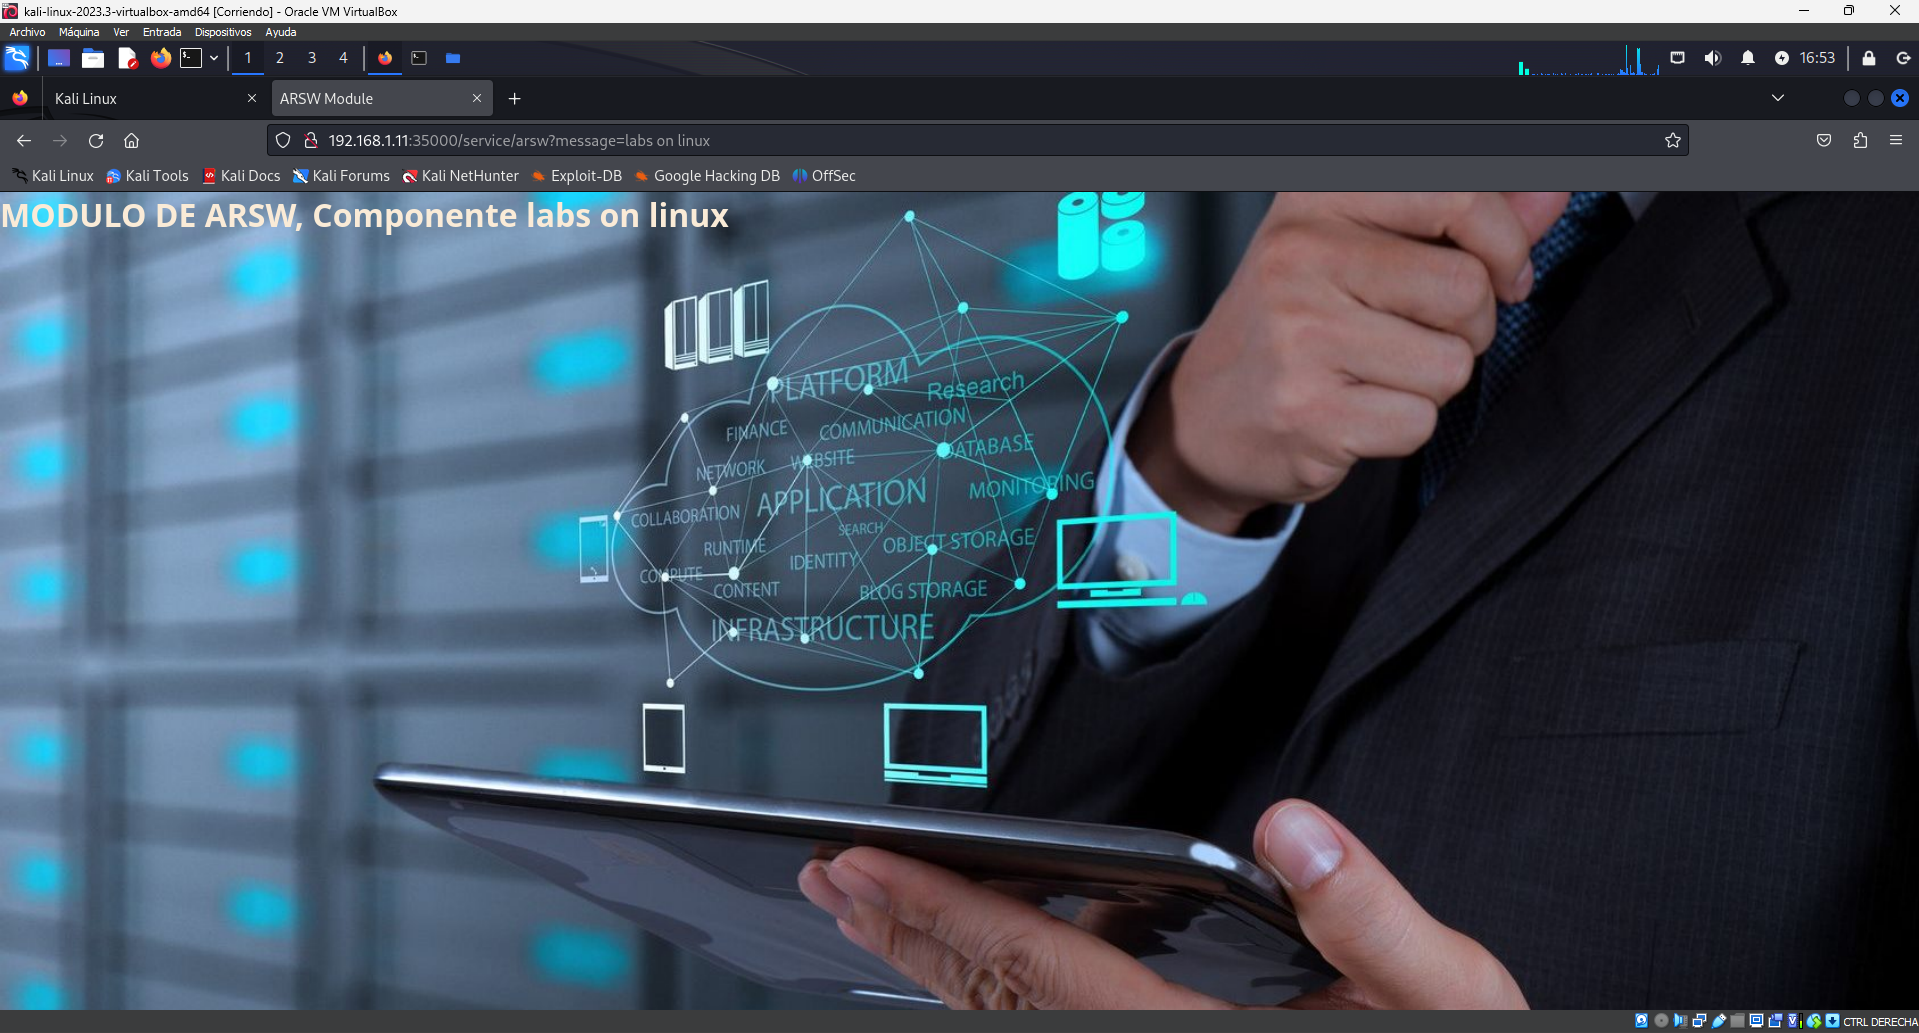 kali-linux-2023.3-virtualbox-amd64 [Corriendo] - Oracle VM VirtualBox
Archivo Máquina Ver Entrada Dispositivos Ayuda
1 2 3 4 16:53
Kali Linux ARSW Module
192.168.1.11:35000/service/arsw?message=labs on linux
Kali Linux Kali Tools Kali Docs Kali Forums Kali NetHunter Exploit-DB Google Hacking DB OffSec
MODULO DE ARSW, Componente labs on linux
PLATFORM
Research
FINANCE
COMMUNICATION
DATABASE
NETWORK
WEBSITE
APPLICATION
MONITORING
COLLABORATION
SEARCH
RUNTIME
IDENTITY
OBJECT STORAGE
COMPUTE
CONTENT
BLOG STORAGE
INFRASTRUCTURE
CTRL DERECHA